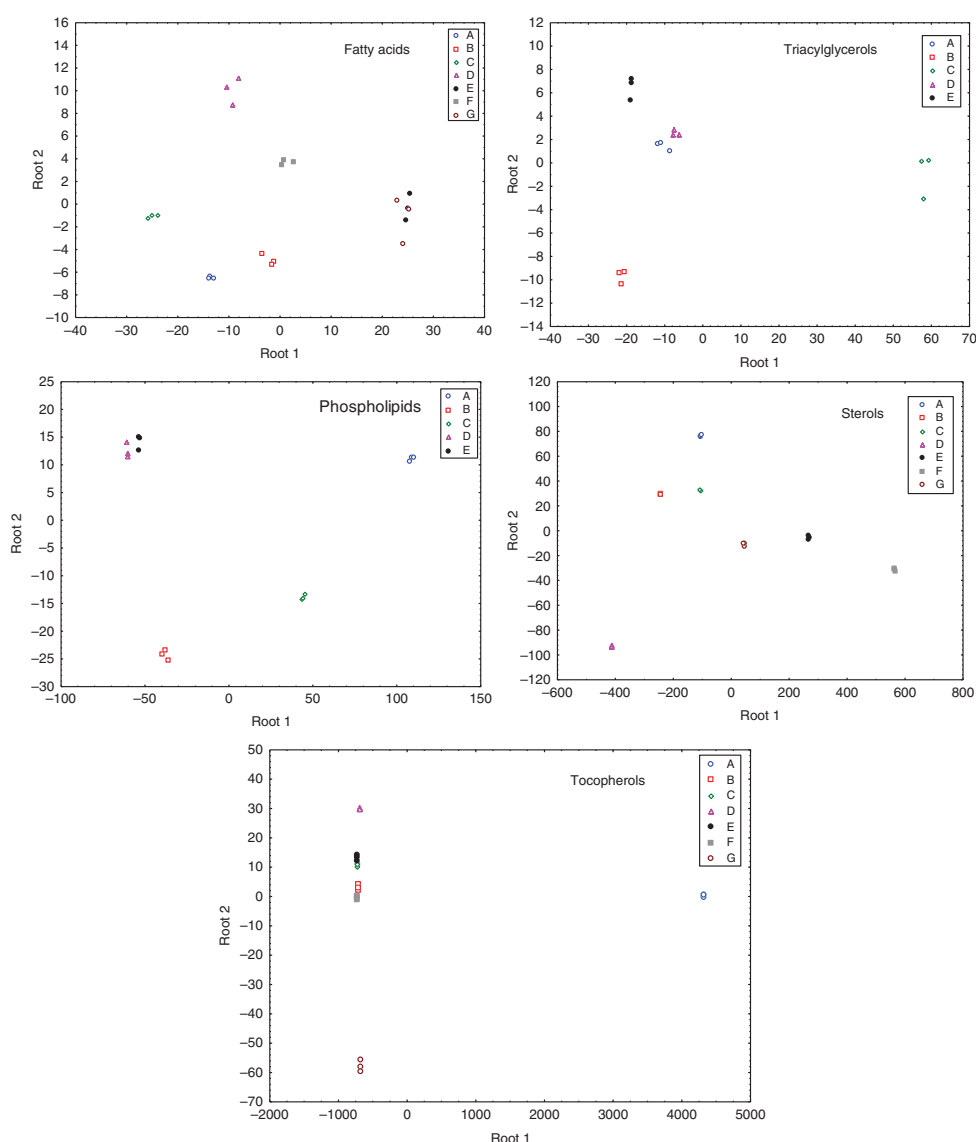 Fatty acids
A
B
C
D
E
F
G
16
14
12
10
8
6
4
2
0
−2
−4
−6
−8
−10
Root 2
−40
−30
−20
−10
0
10
20
30
40
Root 1
Triacylglycerols
A
B
C
D
E
12
10
8
6
4
2
0
−2
−4
−6
−8
−10
−12
−14
Root 2
−40
−30
−20
−10
0
10
20
30
40
50
60
70
Root 1
Phospholipids
A
B
C
D
E
25
20
15
10
5
0
−5
−10
−15
−20
−25
−30
Root 2
−100
−50
0
50
100
150
Root 1
Sterols
A
B
C
D
E
F
G
120
100
80
60
40
20
0
−20
−40
−60
−80
−100
−120
Root 2
−600
−400
−200
0
200
400
600
800
Root 1
Tocopherols
A
B
C
D
E
F
G
50
40
30
20
10
0
−10
−20
−30
−40
−50
−60
−70
Root 2
−2000
−1000
0
1000
2000
3000
4000
5000
Root 1